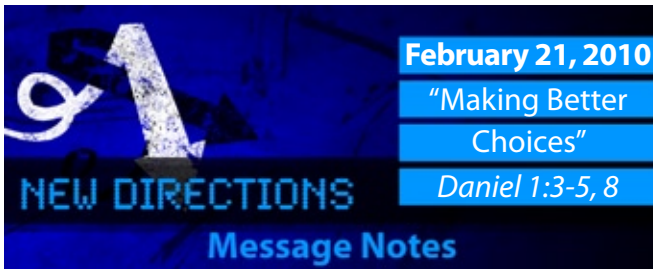 February 21, 2010
“Making Better
Choices”
Daniel 1:3-5, 8
NEW DIRECTIONS
Message Notes